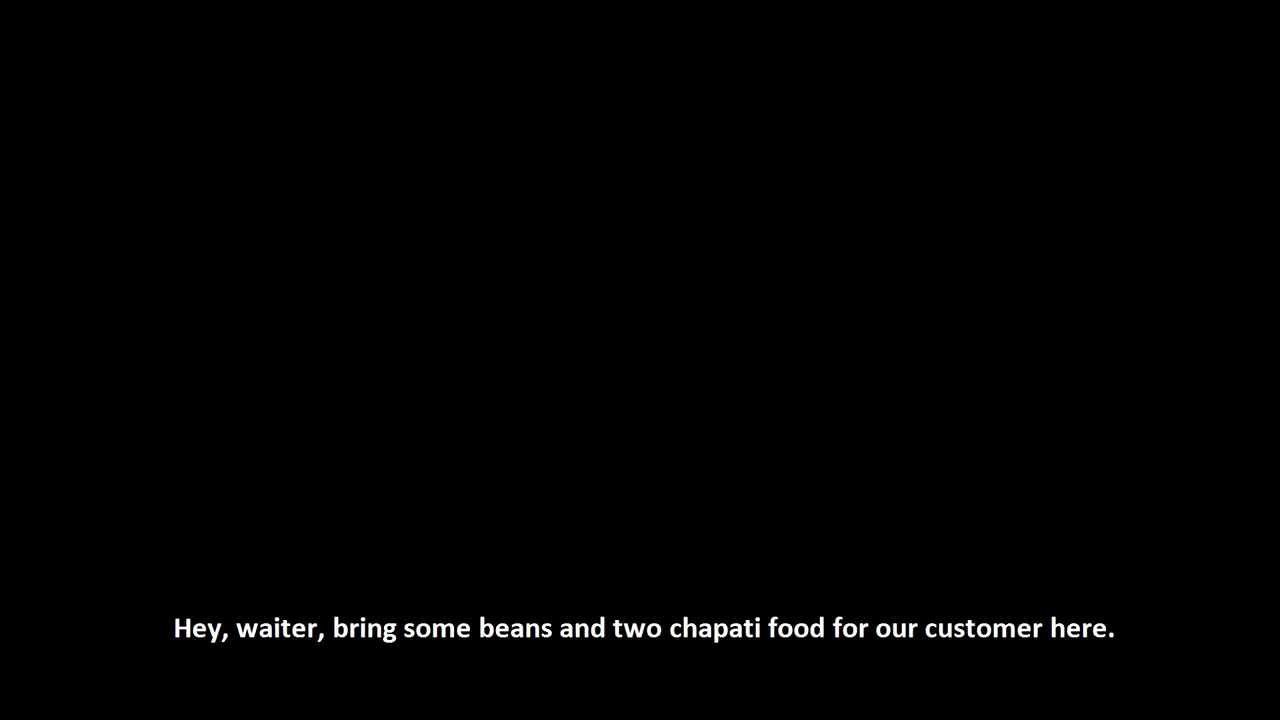 Hey, waiter, bring some beans and two chapati food for our customer here.